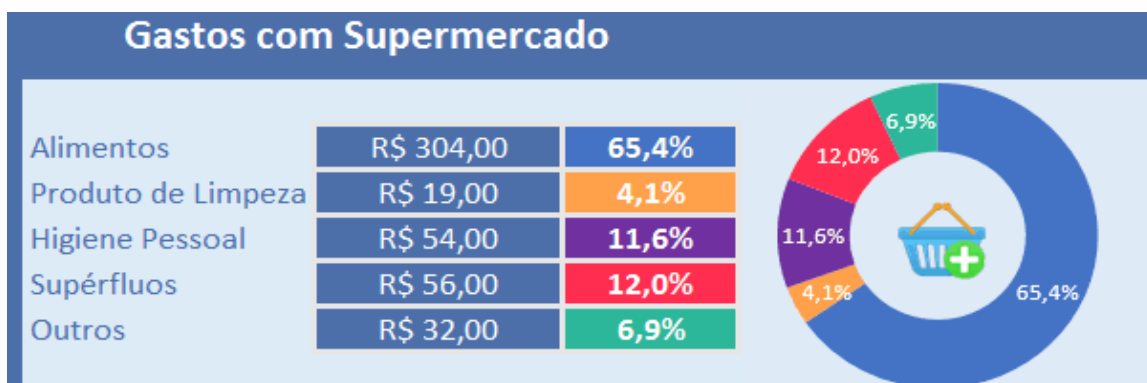 Gastos com Supermercado
Alimentos R$ 304,00 65,4%
Produto de Limpeza R$ 19,00 4,1%
Higiene Pessoal R$ 54,00 11,6%
Supérfluos R$ 56,00 12,0%
Outros R$ 32,00 6,9%
6,9%
12,0%
11,6%
4,1%
65,4%